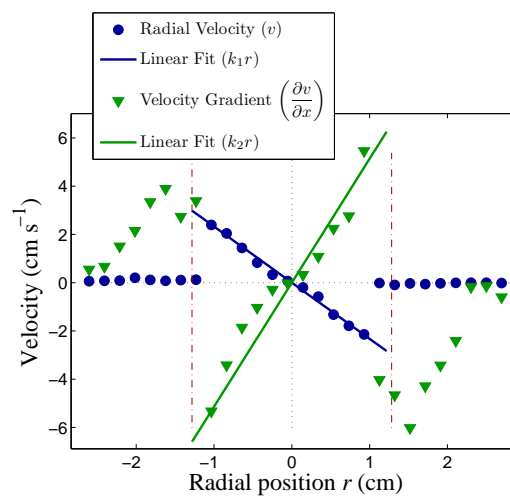 Radial Velocity (v)
Linear Fit (k₁r)
Velocity Gradient (∂v/∂x)
Linear Fit (k₂r)
6
4
2
0
−2
−4
−6
Velocity (cm s⁻¹)
−2 −1 0 1 2
Radial position r (cm)